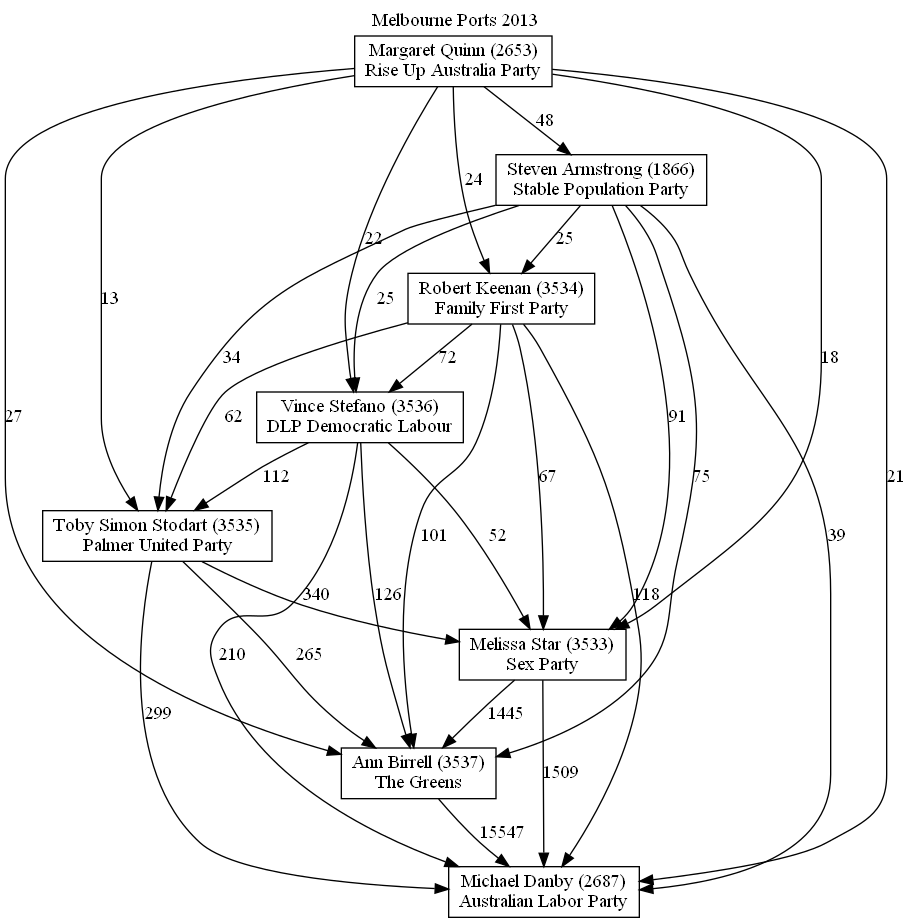 Melbourne Ports 2013
Margaret Quinn (2653)
Rise Up Australia Party
48
Steven Armstrong (1866)
Stable Population Party
24
22
25
Robert Keenan (3534)
Family First Party
25
13
34
72
18
Vince Stefano (3536)
DLP Democratic Labour
27
62
91
112
67
75
21
Toby Simon Stodart (3535)
Palmer United Party
101
52
39
340
126
118
Melissa Star (3533)
Sex Party
210
265
299
1445
Ann Birrell (3537)
The Greens
1509
15547
Michael Danby (2687)
Australian Labor Party